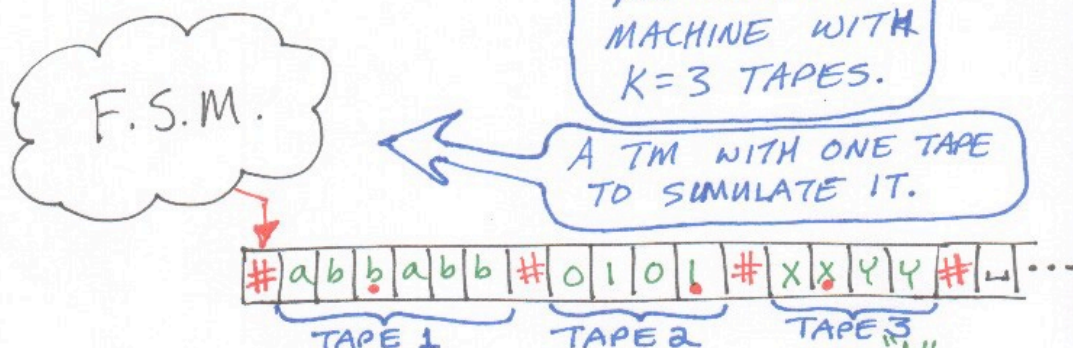 MACHINE WITH
K=3 TAPES.
F.S.M.
A TM WITH ONE TAPE
TO SIMULATE IT.
# a b b a b b # 0 1 0 1 # X X Y Y # ␣ ...
TAPE 1 TAPE 2 TAPE 3